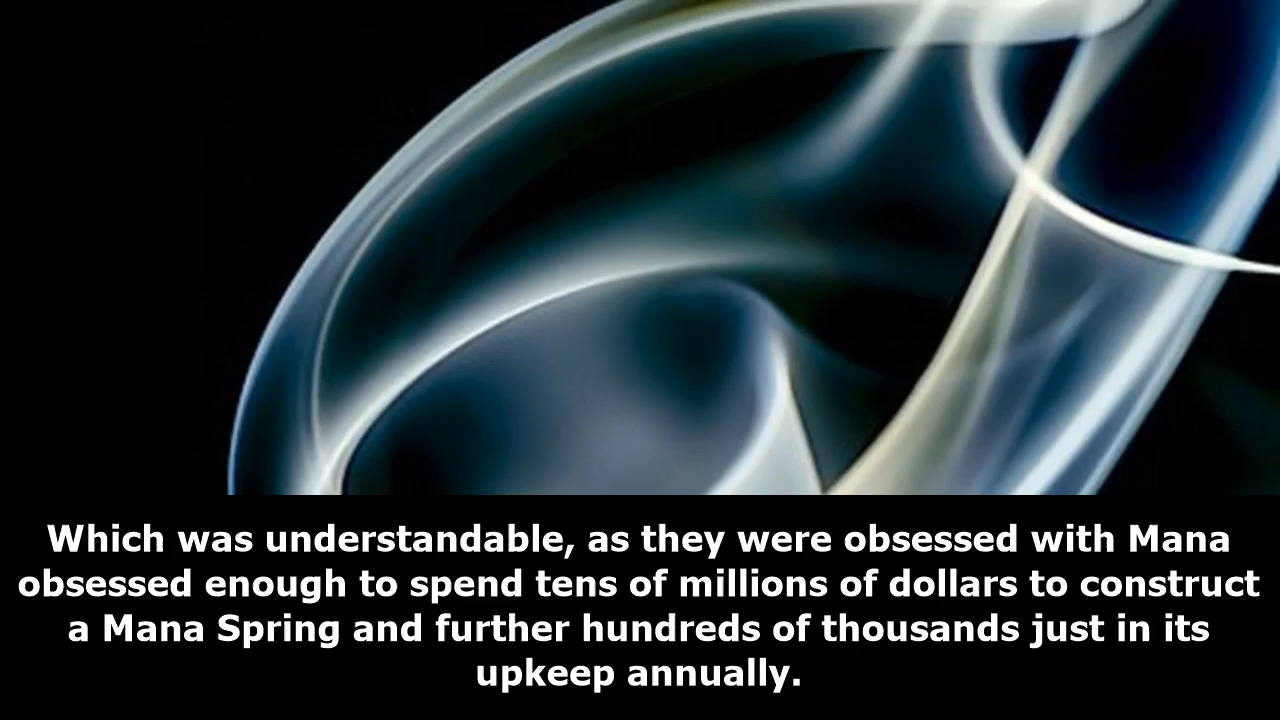 Which was understandable, as they were obsessed with Mana
obsessed enough to spend tens of millions of dollars to construct
a Mana Spring and further hundreds of thousands just in its
upkeep annually.